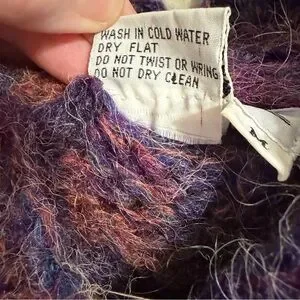 WASH IN COLD WATER
DRY FLAT
DO NOT TWIST OR WRING
DO NOT DRY CLEAN
M